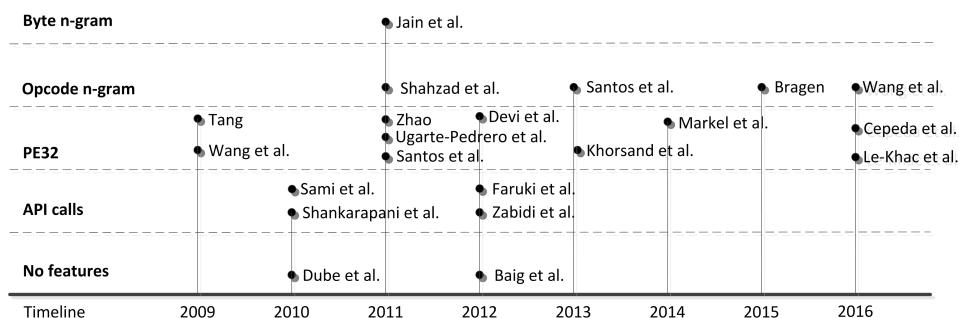 Byte n-gram
Jain et al.
Opcode n-gram
Shahzad et al.
Santos et al.
Bragen
Wang et al.
PE32
Tang
Wang et al.
Zhao
Ugarte-Pedrero et al.
Santos et al.
Devi et al.
Khorsand et al.
Markel et al.
Cepeda et al.
Le-Khac et al.
API calls
Sami et al.
Shankarapani et al.
Faruki et al.
Zabidi et al.
No features
Dube et al.
Baig et al.
Timeline 2009 2010 2011 2012 2013 2014 2015 2016